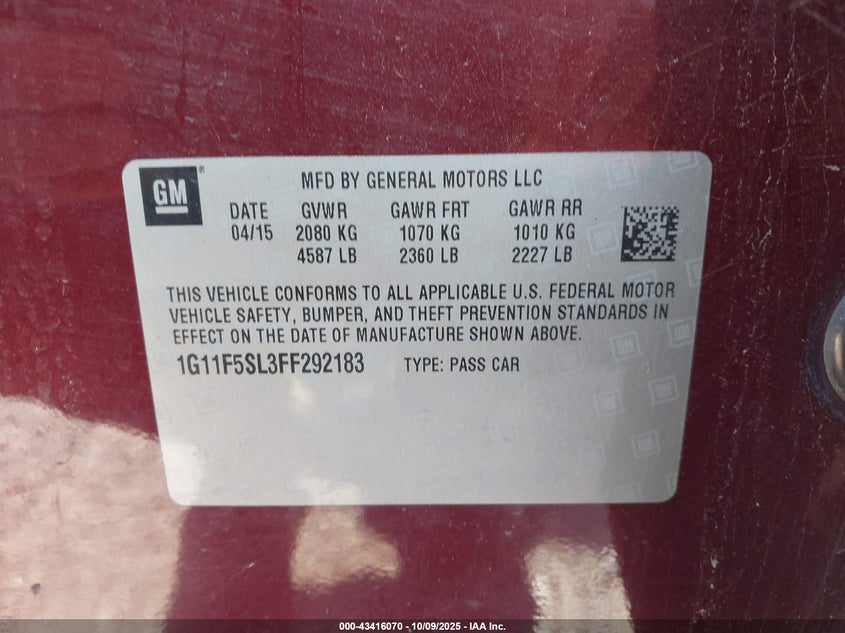 GM
MFD BY GENERAL MOTORS LLC
DATE GVWR GAWR FRT GAWR RR
04/15 2080 KG 1070 KG 1010 KG
4587 LB 2360 LB 2227 LB
THIS VEHICLE CONFORMS TO ALL APPLICABLE U.S. FEDERAL MOTOR
VEHICLE SAFETY, BUMPER, AND THEFT PREVENTION STANDARDS IN
EFFECT ON THE DATE OF MANUFACTURE SHOWN ABOVE.
1G11F5SL3FF292183 TYPE: PASS CAR
000-43416070 - 10/09/2025 - IAA Inc.